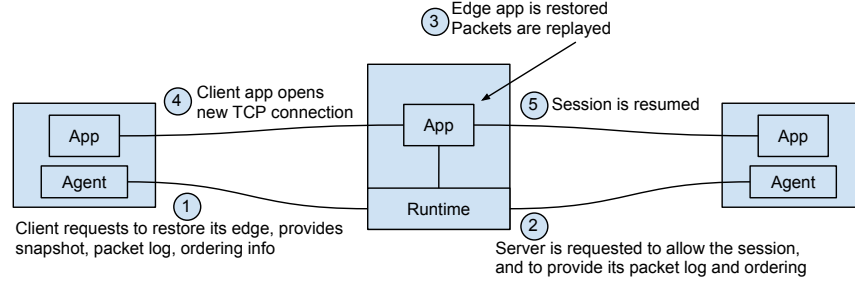 3 Edge app is restored
Packets are replayed
4 Client app opens
new TCP connection
5 Session is resumed
App
App
App
Agent
Runtime
Agent
1
Client requests to restore its edge, provides
snapshot, packet log, ordering info
2
Server is requested to allow the session,
and to provide its packet log and ordering